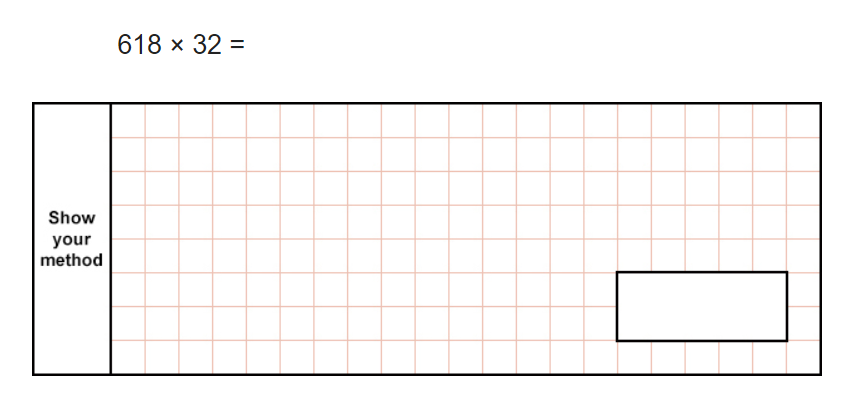 618 × 32 =
Show
your
method